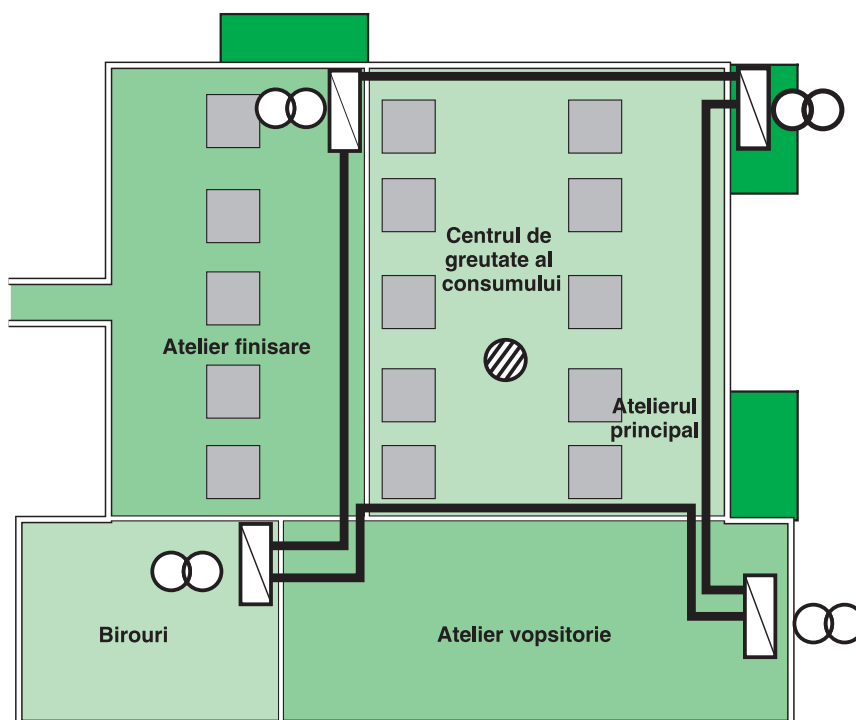 Centrul de
greutate al
consumului
Atelier finisare
Atelierul
principal
Birouri
Atelier vopsitorie